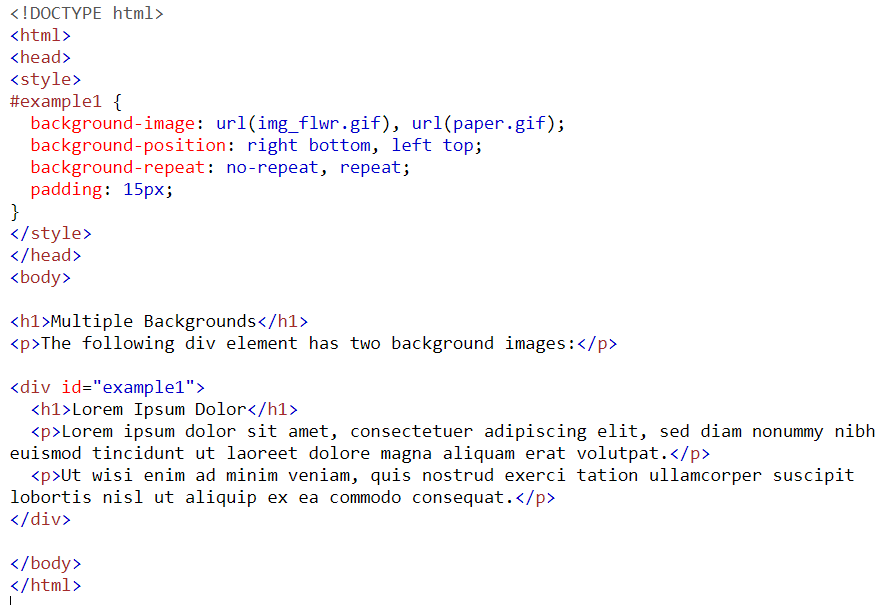 <!DOCTYPE html>
<html>
<head>
<style>
#example1 {
  background-image: url(img_flwr.gif), url(paper.gif);
  background-position: right bottom, left top;
  background-repeat: no-repeat, repeat;
  padding: 15px;
}
</style>
</head>
<body>

<h1>Multiple Backgrounds</h1>
<p>The following div element has two background images:</p>

<div id="example1">
  <h1>Lorem Ipsum Dolor</h1>
  <p>Lorem ipsum dolor sit amet, consectetuer adipiscing elit, sed diam nonummy nibh
euismod tincidunt ut laoreet dolore magna aliquam erat volutpat.</p>
  <p>Ut wisi enim ad minim veniam, quis nostrud exerci tation ullamcorper suscipit
lobortis nisl ut aliquip ex ea commodo consequat.</p>
</div>

</body>
</html>